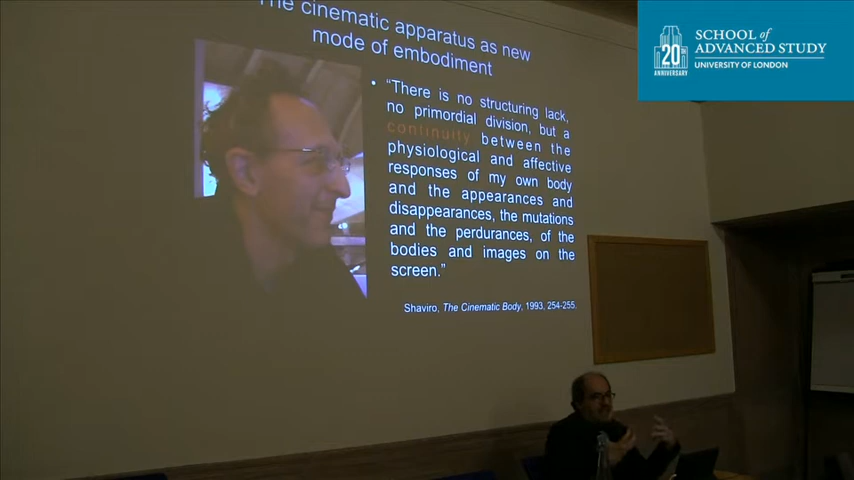 The cinematic apparatus as new
mode of embodiment
• “There is no structuring lack,
no primordial division, but a
continuity between the
physiological and affective
responses of my own body
and the appearances and
disappearances, the mutations
and the perdurances, of the
bodies and images on the
screen.”
Shaviro, The Cinematic Body, 1993, 254-255.
20TH
ANNIVERSARY
SCHOOL of
ADVANCED STUDY
UNIVERSITY OF LONDON